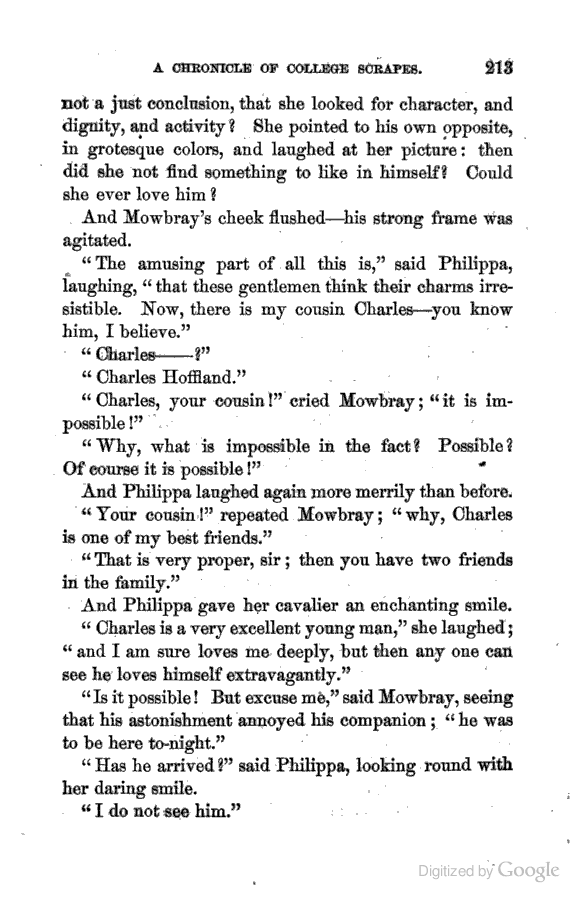 A CHRONICLE OF COLLEGE SCRAPES. 213
not a just conclusion, that she looked for character, and
dignity, and activity? She pointed to his own opposite,
in grotesque colors, and laughed at her picture: then
did she not find something to like in himself? Could
she ever love him?
And Mowbray's cheek flushed—his strong frame was
agitated.
"The amusing part of all this is," said Philippa,
laughing, "that these gentlemen think their charms irre-
sistible. Now, there is my cousin Charles—you know
him, I believe."
"Charles——?"
"Charles Hoffland."
"Charles, your cousin!" cried Mowbray; "it is im-
possible!"
"Why, what is impossible in the fact? Possible?
Of course it is possible!"
And Philippa laughed again more merrily than before.
"Your cousin!" repeated Mowbray; "why, Charles
is one of my best friends."
"That is very proper, sir; then you have two friends
in the family."
And Philippa gave her cavalier an enchanting smile.
"Charles is a very excellent young man," she laughed;
"and I am sure loves me deeply, but then any one can
see he loves himself extravagantly."
"Is it possible! But excuse me," said Mowbray, seeing
that his astonishment annoyed his companion; "he was
to be here to-night."
"Has he arrived?" said Philippa, looking round with
her daring smile.
"I do not see him."
Digitized by Google